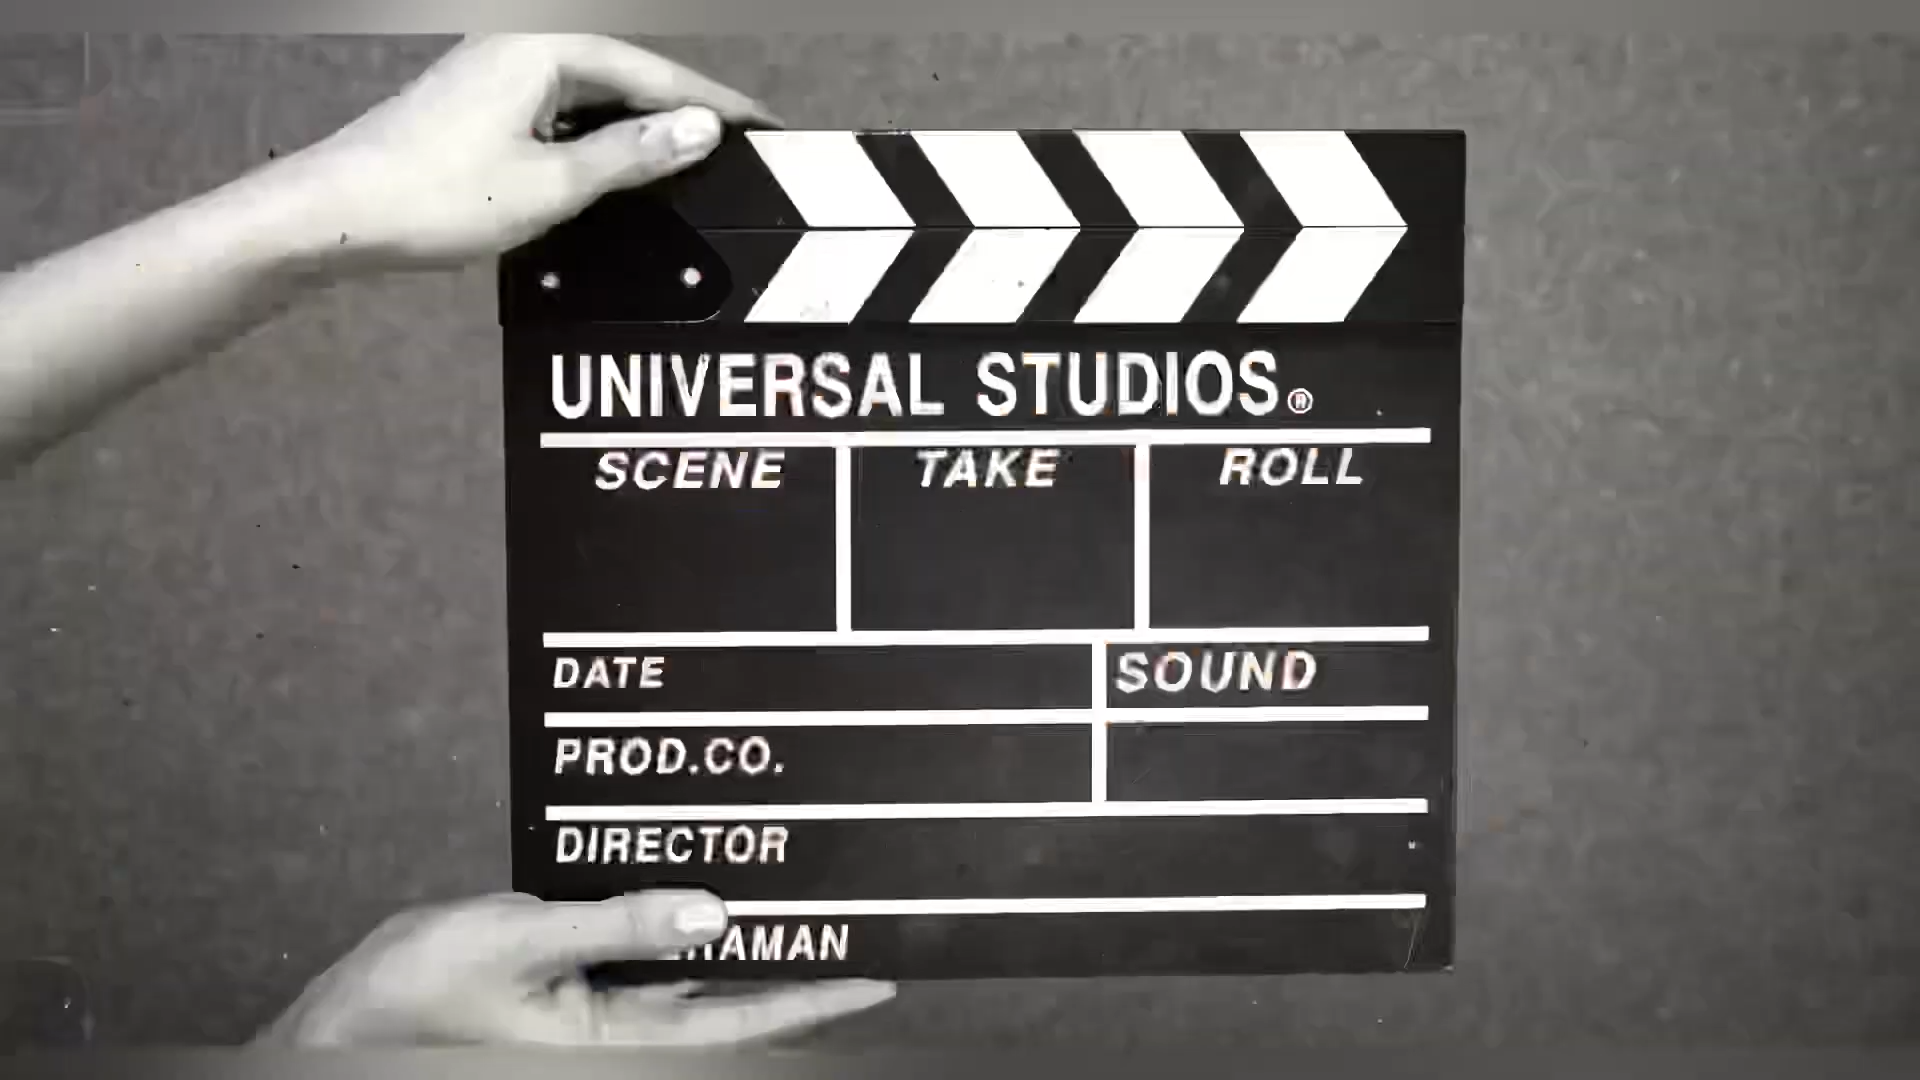 UNIVERSAL STUDIOS®
SCENE TAKE ROLL
DATE SOUND
PROD.CO.
DIRECTOR